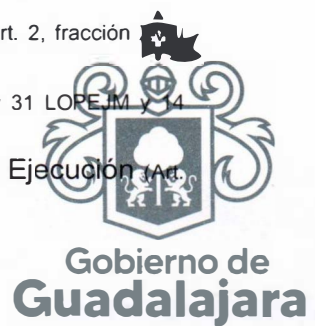 rt. 2, fracción
31 LOPEJM y 14
Ejecución (Art.
Gobierno de
Guadalajara